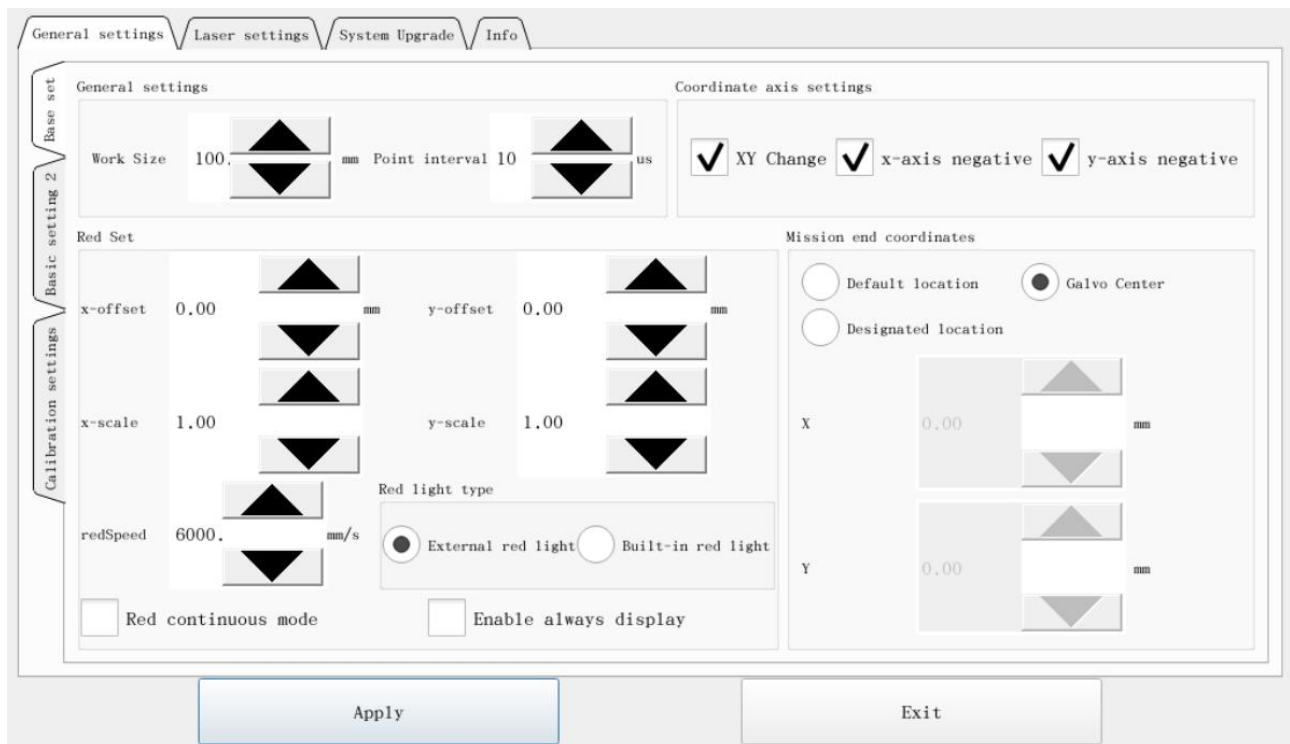 General settings
Laser settings
System Upgrade
Info
Base set
Basic setting 2
Calibration settings
General settings
Work Size 100. mm Point interval 10 us
Coordinate axis settings
XY Change x-axis negative y-axis negative
Red Set
x-offset 0.00 mm y-offset 0.00 mm
x-scale 1.00 y-scale 1.00
redSpeed 6000. mm/s
Red light type
External red light Built-in red light
Red continuous mode Enable always display
Mission end coordinates
Default location Galvo Center
Designated location
X 0.00 mm
Y 0.00 mm
Apply Exit